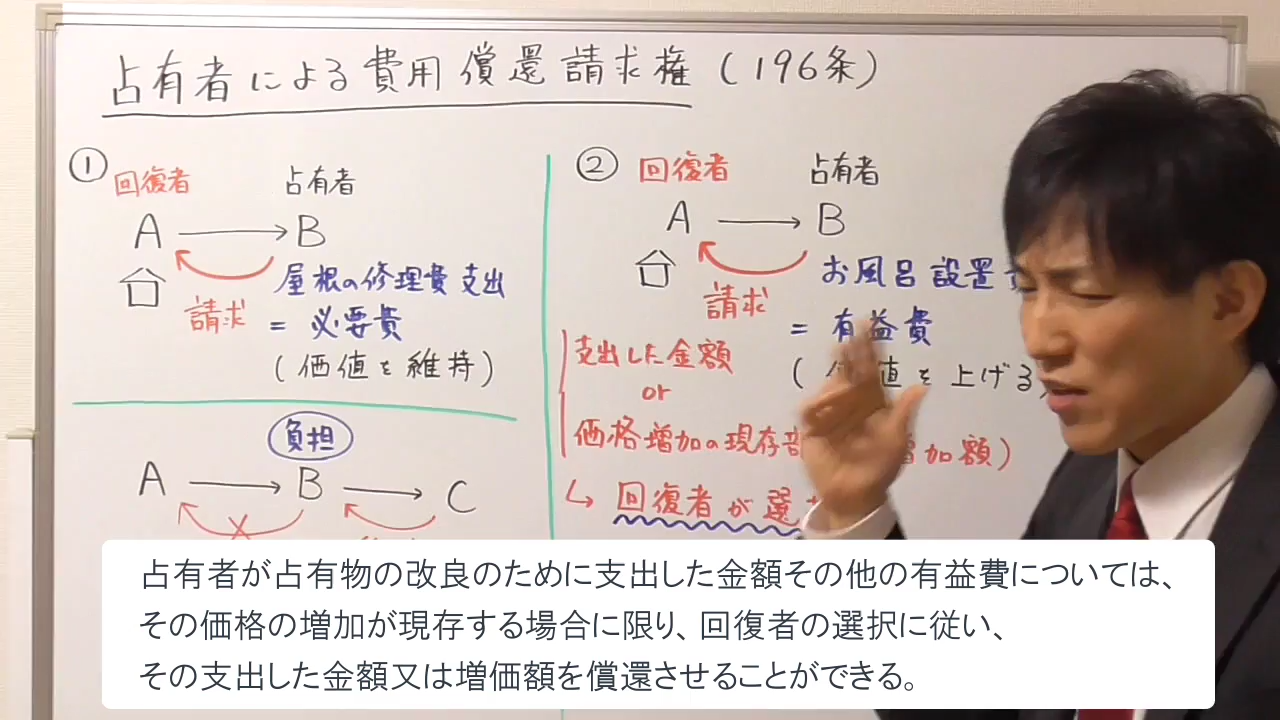 占有者による費用償還請求権(196条)
①
回復者 占有者
A B
屋根の修理費支出
請求
= 必要費
(価値を維持)
負担
A B C
②
回復者 占有者
A B
お風呂設置
請求
= 有益費
値を上げる
支出した金額
or
価格増加の現存
増加額)
↳ 回復者が選
占有者が占有物の改良のために支出した金額その他の有益費については、
その価格の増加が現存する場合に限り、回復者の選択に従い、
その支出した金額又は増価額を償還させることができる。